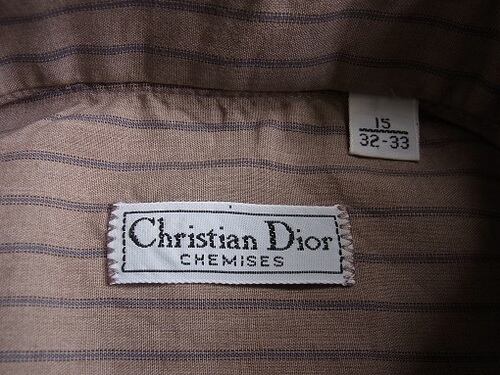 15
32-33
Christian Dior
CHEMISES